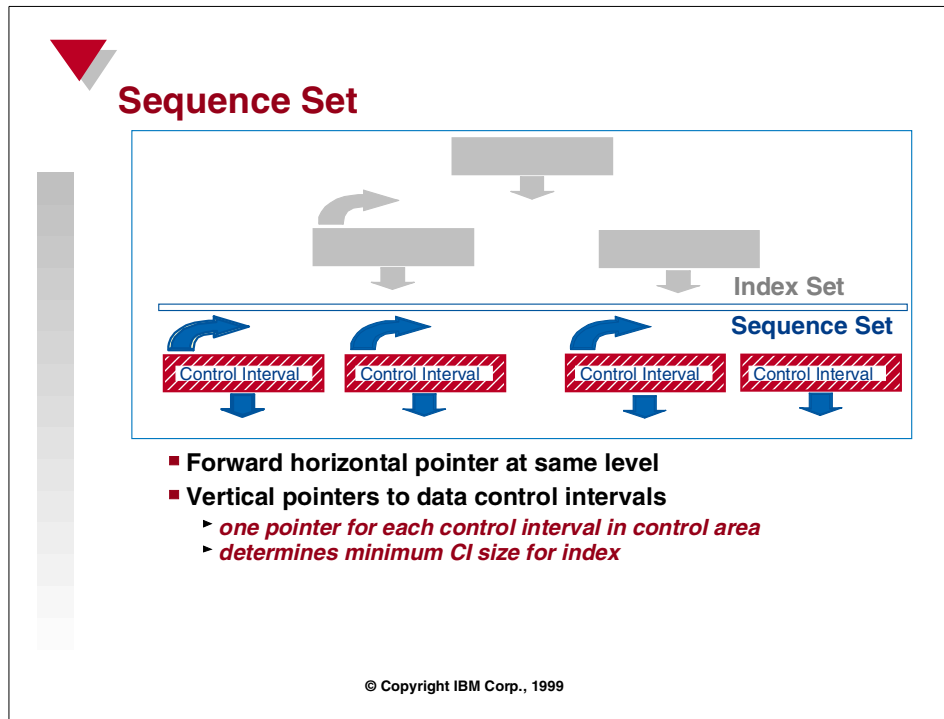 Sequence Set
Index Set
Sequence Set
Control Interval
Control Interval
Control Interval
Control Interval
Forward horizontal pointer at same level
Vertical pointers to data control intervals
one pointer for each control interval in control area
determines minimum CI size for index
© Copyright IBM Corp., 1999